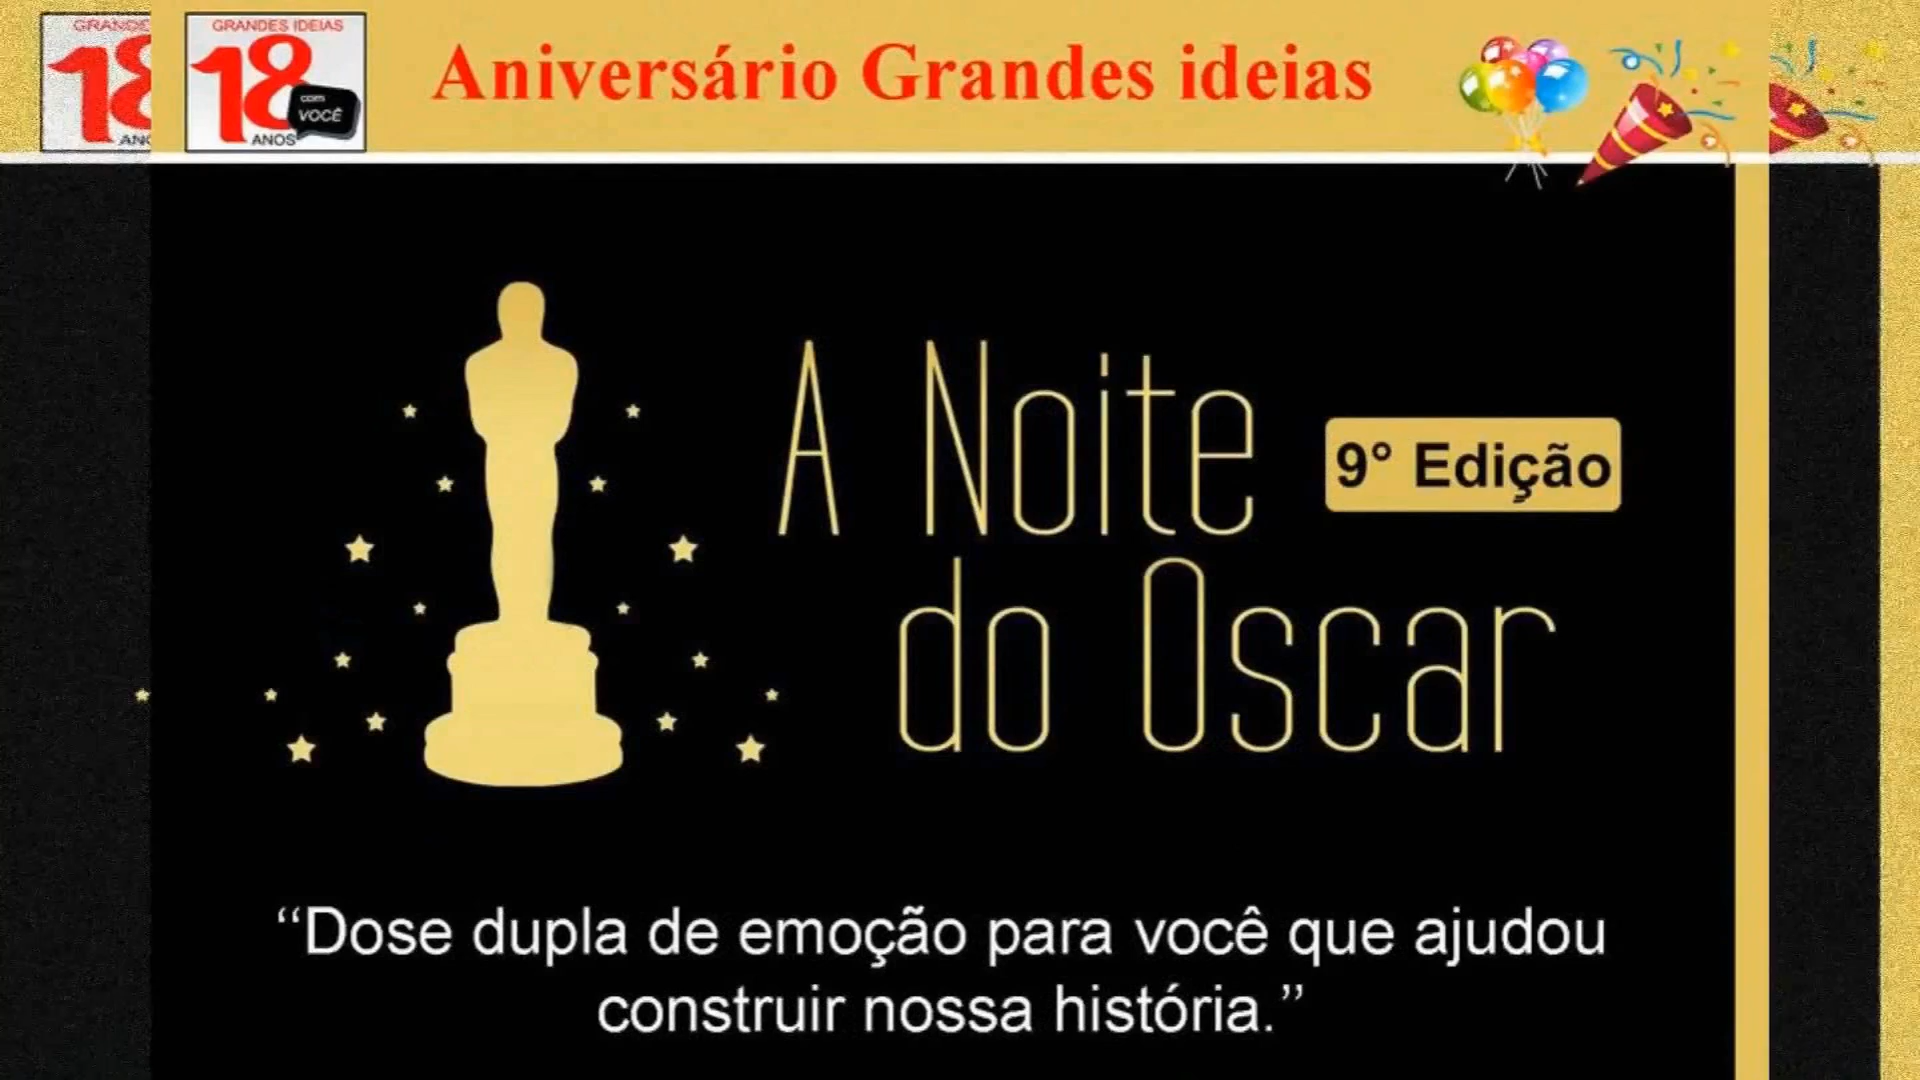 GRANDES IDEIAS
18
com
VOCÊ
ANOS
Aniversário Grandes ideias
A Noite
9° Edição
do Oscar
“Dose dupla de emoção para você que ajudou
construir nossa história.”